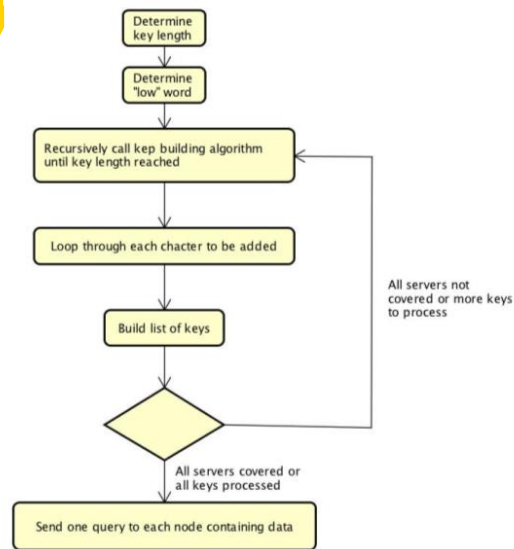 Determine
key length
Determine
"low" word
Recursively call kep building algorithm
until key length reached
Loop through each chacter to be added
All servers not
covered or more keys
to process
Build list of keys
All servers covered or
all keys processed
Send one query to each node containing data